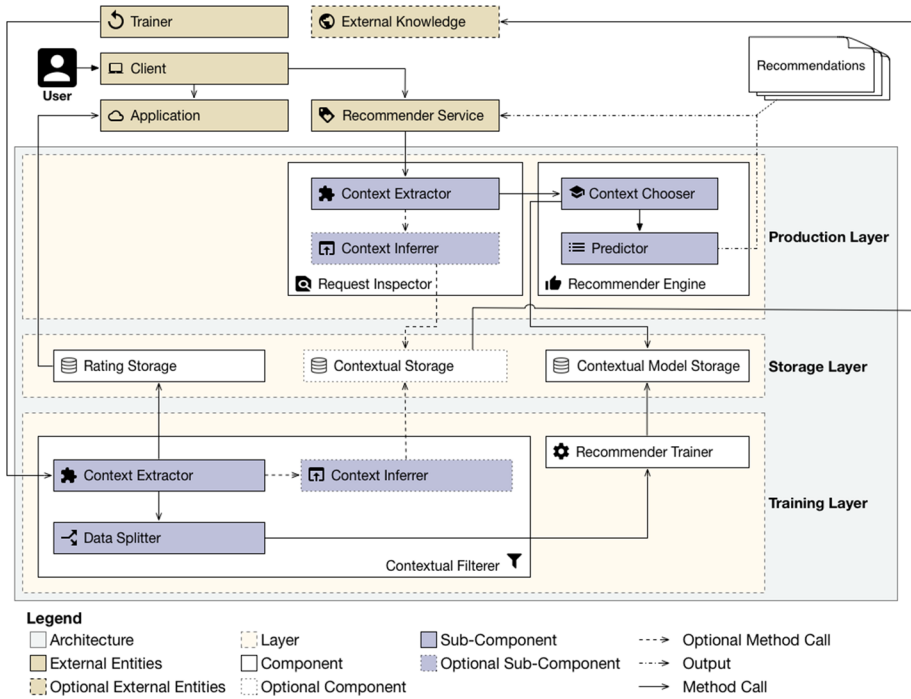 Trainer
External Knowledge
User
Client
Application
Recommender Service
Recommendations
Context Extractor
Context Chooser
Context Inferrer
Predictor
Request Inspector
Recommender Engine
Production Layer
Rating Storage
Contextual Storage
Contextual Model Storage
Storage Layer
Context Extractor
Context Inferrer
Recommender Trainer
Data Splitter
Contextual Filterer
Training Layer
Legend
Architecture
Layer
Sub-Component
Optional Method Call
External Entities
Component
Optional Sub-Component
Output
Optional External Entities
Optional Component
Method Call